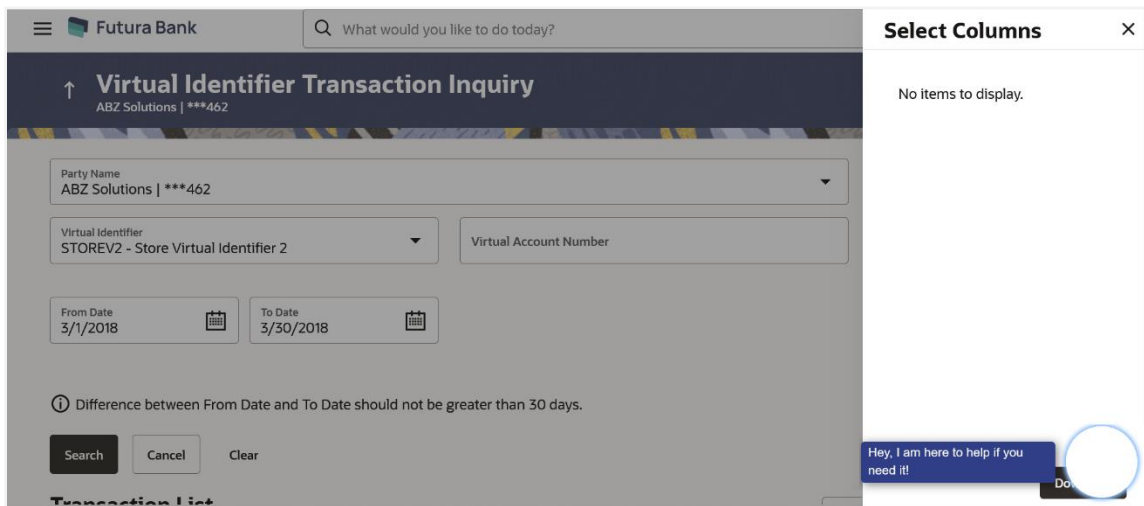 Futura Bank
What would you like to do today?
Virtual Identifier Transaction Inquiry
ABZ Solutions | ***462
Party Name
ABZ Solutions | ***462
Virtual Identifier
STOREV2 - Store Virtual Identifier 2
Virtual Account Number
From Date
3/1/2018
To Date
3/30/2018
Difference between From Date and To Date should not be greater than 30 days.
Search
Cancel
Clear
Transaction List
Select Columns
No items to display.
Hey, I am here to help if you
need it!